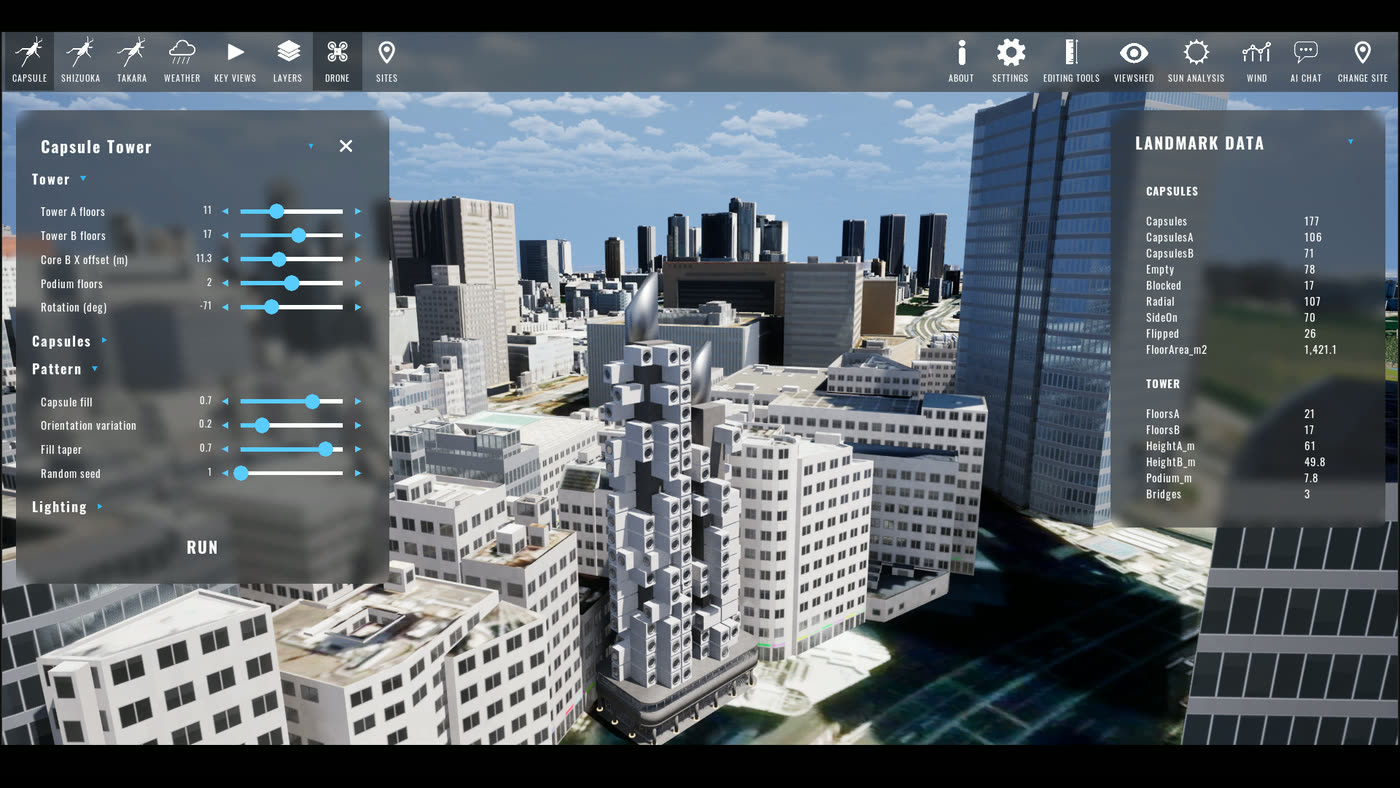 CAPSULE SHIZUOKA TAKARA WEATHER KEY VIEWS LAYERS DRONE SITES ABOUT SETTINGS EDITING TOOLS VIEWSHED SUN ANALYSIS WIND AI CHAT CHANGE SITE
Capsule Tower
Tower
Tower A floors 11
Tower B floors 17
Core B X offset (m) 11.3
Podium floors 2
Rotation (deg) -71
Capsules
Pattern
Capsule fill 0.7
Orientation variation 0.2
Fill taper 0.7
Random seed 1
Lighting
RUN
LANDMARK DATA
CAPSULES
Capsules 177
CapsulesA 106
CapsulesB 71
Empty 78
Blocked 17
Radial 107
SideOn 70
Flipped 26
FloorArea_m2 1,421.1
TOWER
FloorsA 21
FloorsB 17
HeightA_m 61
HeightB_m 49.8
Podium_m 7.8
Bridges 3